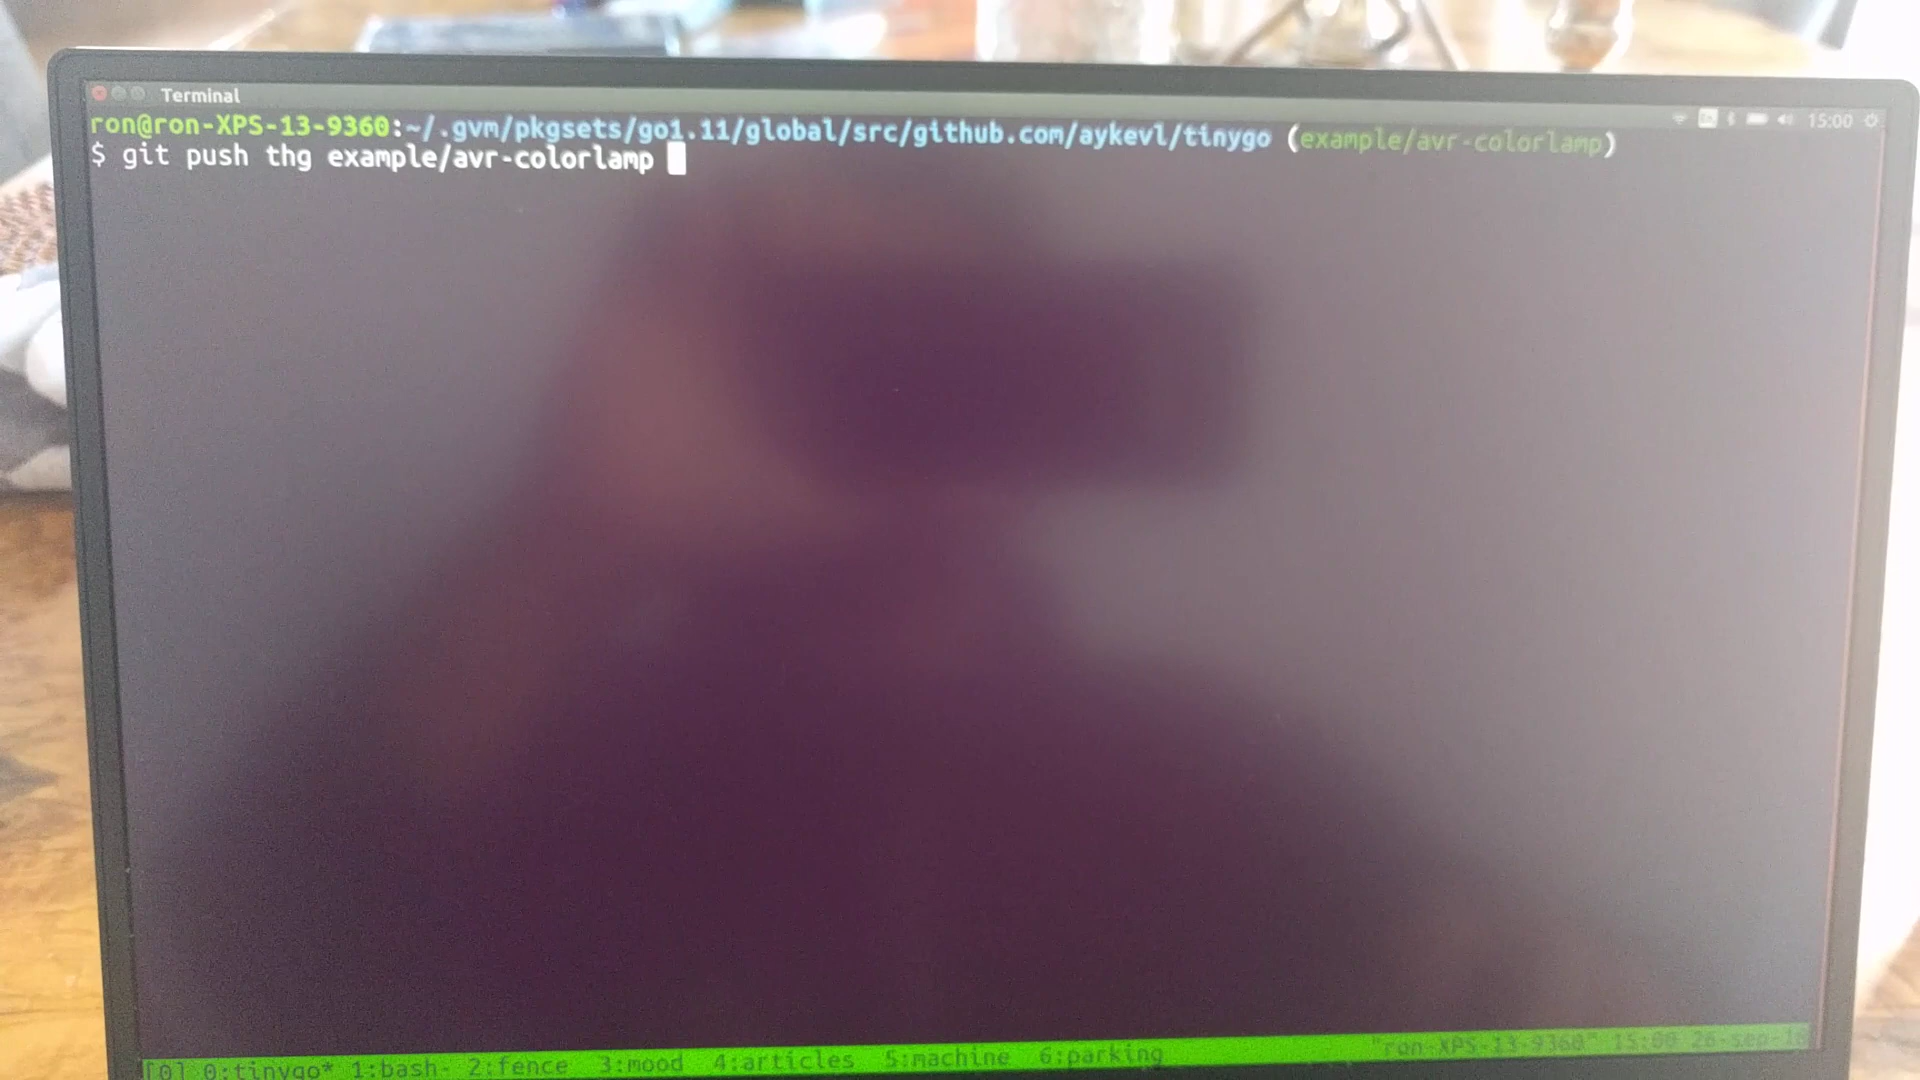 Terminal
15:00
ron@ron-XPS-13-9360:~/.gvm/pkgsets/go1.11/global/src/github.com/aykevl/tinygo (example/avr-colorlamp)
$ git push thg example/avr-colorlamp
[0] 0:tinygo* 1:bash- 2:fence 3:mood 4:articles 5:machine 6:parking "ron-XPS-13-9360" 15:00 26-sep-18